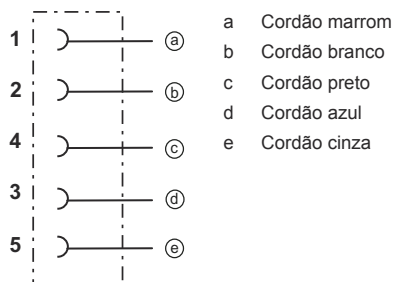 1 a
2 b
4 c
3 d
5 e
a Cordão marrom
b Cordão branco
c Cordão preto
d Cordão azul
e Cordão cinza